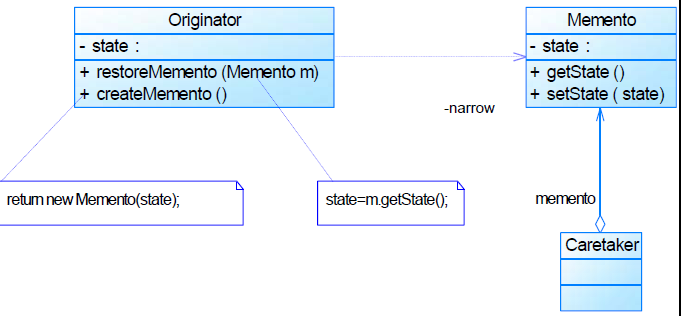 Originator
- state :
+ restoreMemento (Memento m)
+ createMemento ()
Memento
- state :
+ getState ()
+ setState ( state)
-narrow
return new Memento(state);
state=m.getState();
memento
Caretaker